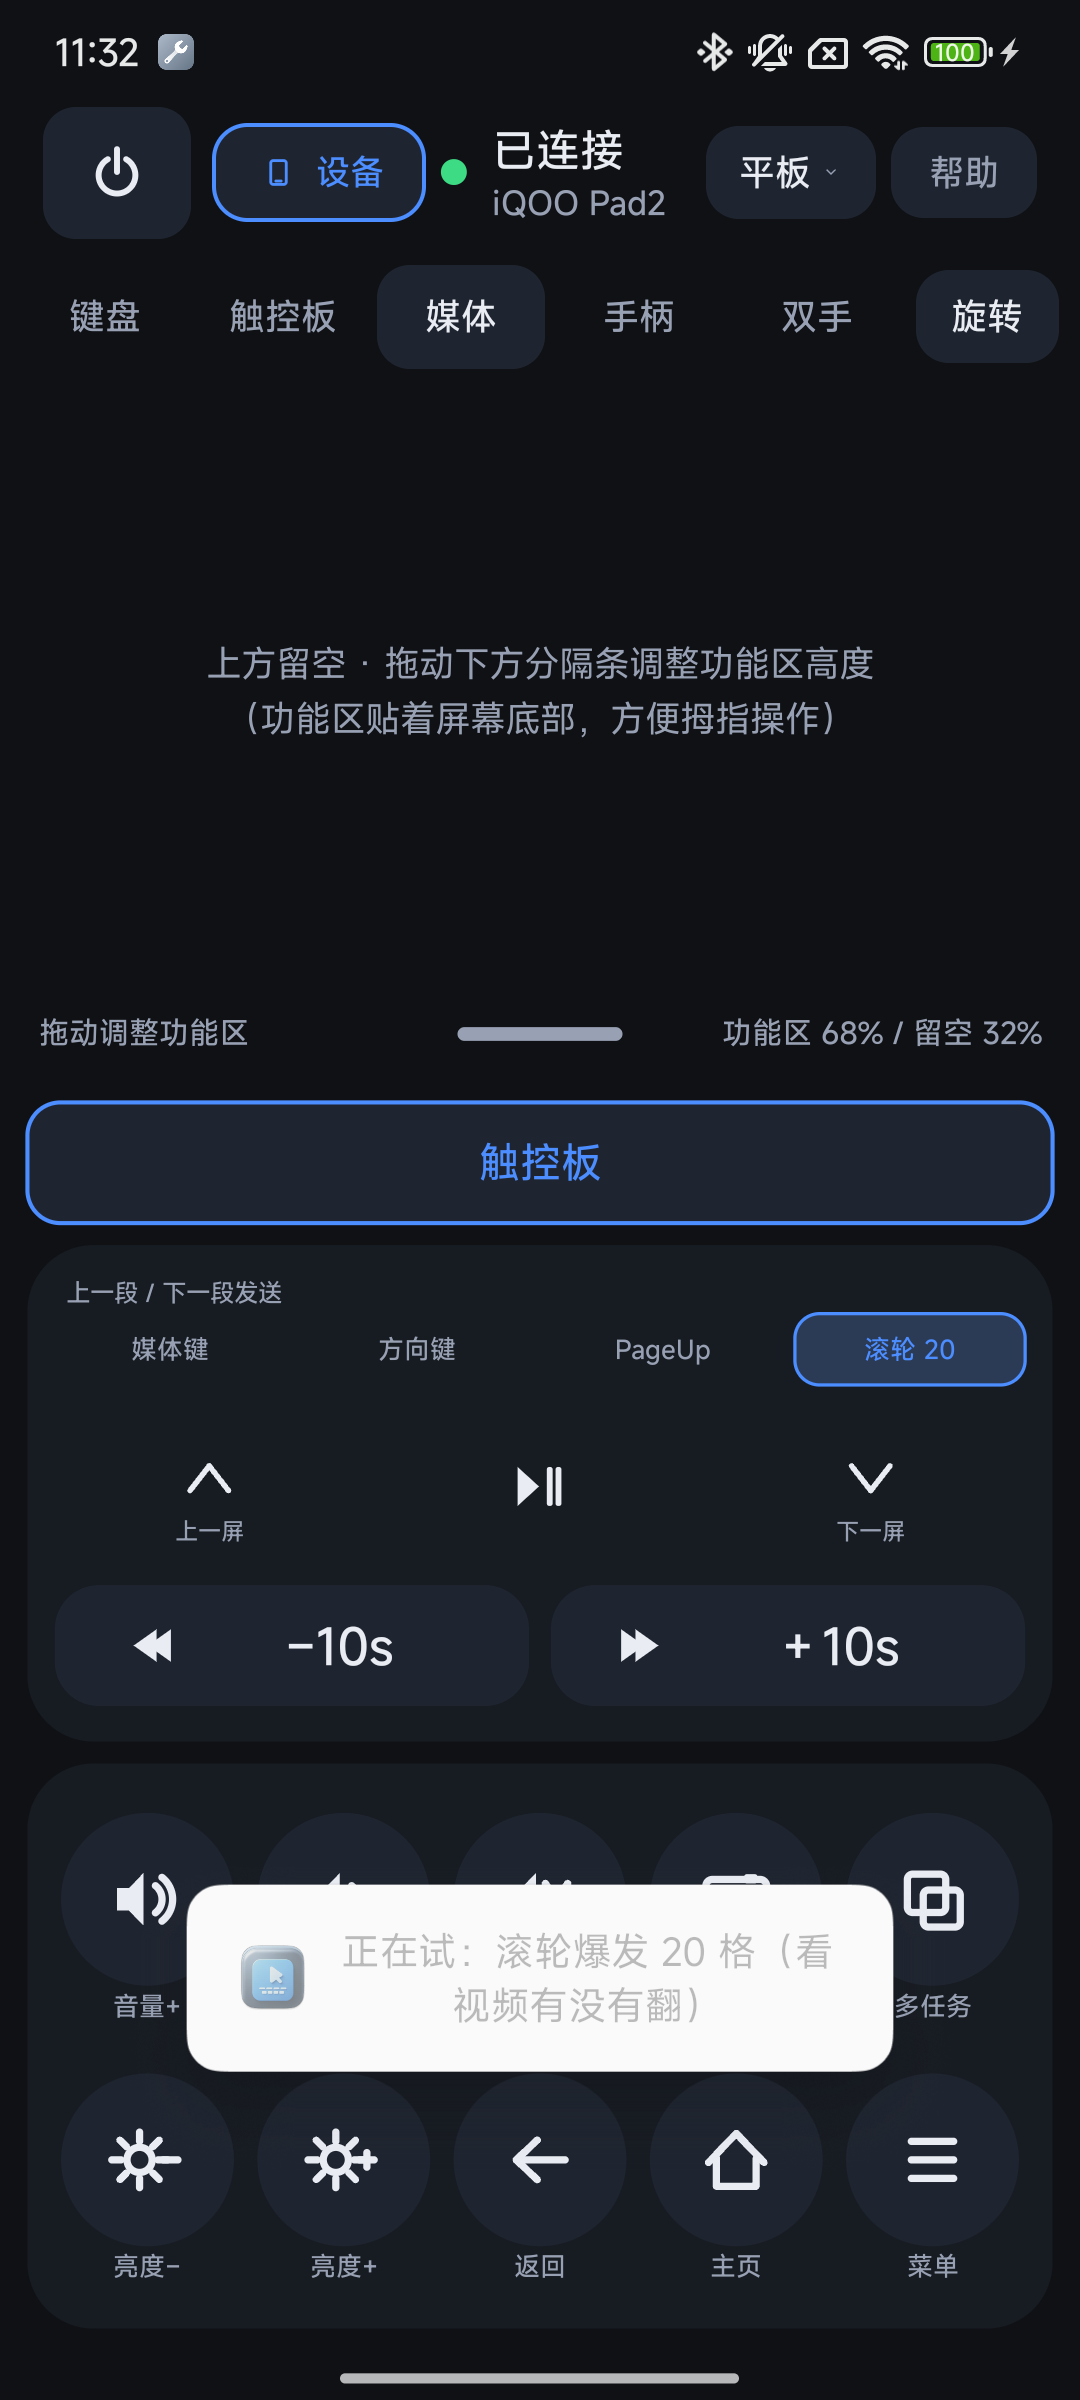 11:32
100
设备
已连接
iQOO Pad2
平板
帮助
键盘
触控板
媒体
手柄
双手
旋转
上方留空 · 拖动下方分隔条调整功能区高度
（功能区贴着屏幕底部，方便拇指操作）
拖动调整功能区
功能区 68% / 留空 32%
触控板
上一段 / 下一段发送
媒体键
方向键
PageUp
滚轮 20
上一屏
下一屏
−10s
+10s
正在试：滚轮爆发 20 格（看
视频有没有翻）
音量+
多任务
亮度−
亮度+
返回
主页
菜单